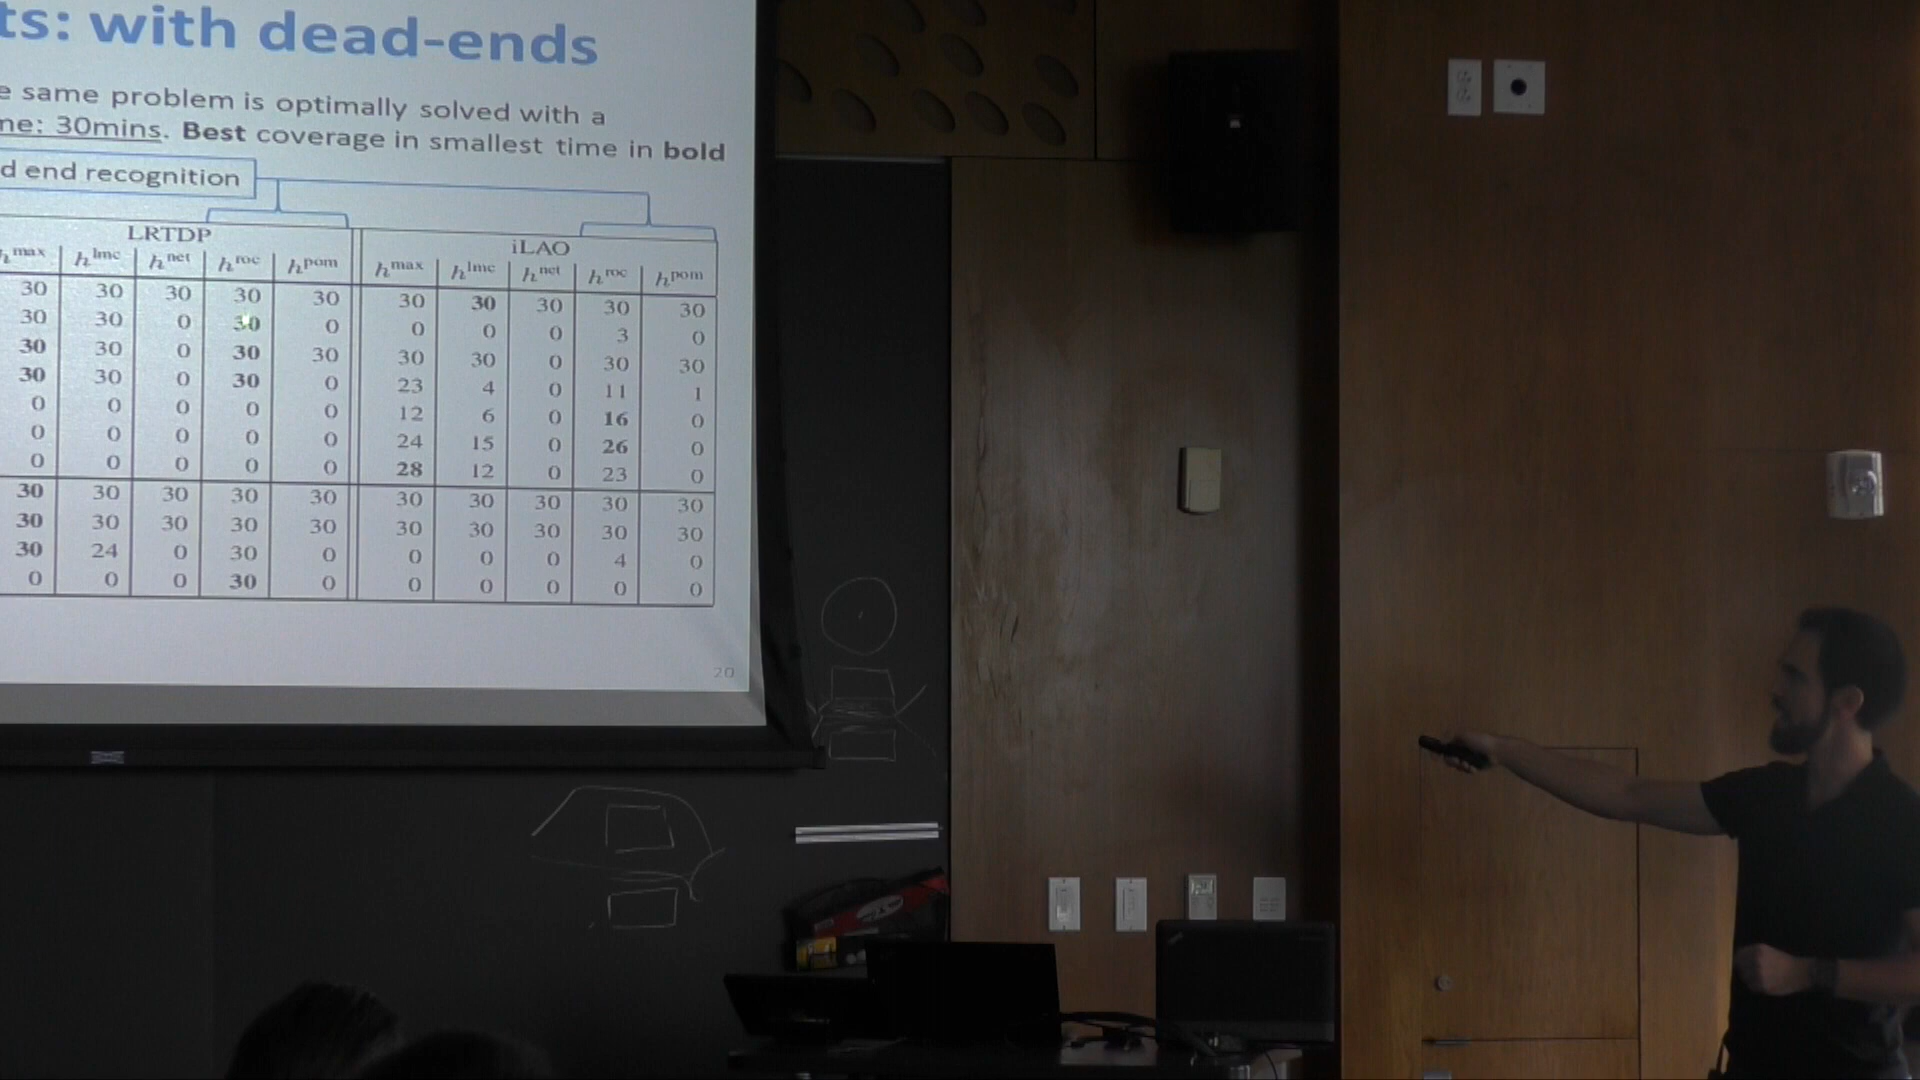 ts: with dead-ends
e same problem is optimally solved with a
me: 30mins. Best coverage in smallest time in bold
d end recognition
LRTDP iLAO
h^max h^lmc h^net h^roc h^pom h^max h^lmc h^net h^roc h^pom
30 30 30 30 30 30 30 30 30 30
30 30 0 30 0 0 0 0 3 0
30 30 0 30 30 30 30 0 30 30
30 30 0 30 0 23 4 0 11 1
0 0 0 0 0 12 6 0 16 0
0 0 0 0 0 24 15 0 26 0
0 0 0 0 0 28 12 0 23 0
30 30 30 30 30 30 30 30 30 30
30 30 30 30 30 30 30 30 30 30
30 24 0 30 0 0 0 0 4 0
0 0 0 30 0 0 0 0 0 0
20